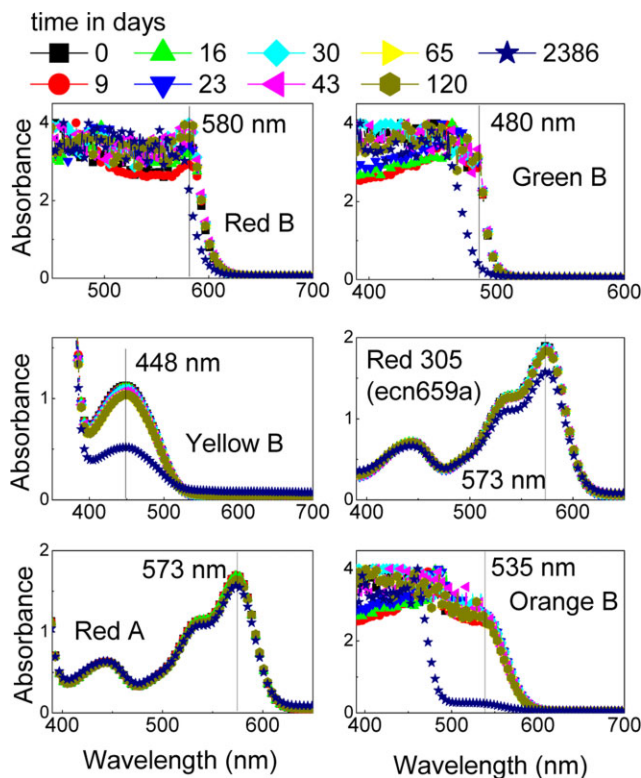 time in days
0 16 30 65 2386
9 23 43 120
Absorbance
4
2
0
580 nm
Red B
500 600 700
4
2
0
480 nm
Green B
400 500 600
Absorbance
1
0
448 nm
Yellow B
400 500 600 700
2
1
0
Red 305
(ecn659a)
573 nm
400 500 600
Absorbance
2
1
0
573 nm
Red A
400 500 600
Wavelength (nm)
4
2
0
535 nm
Orange B
400 500 600 700
Wavelength (nm)